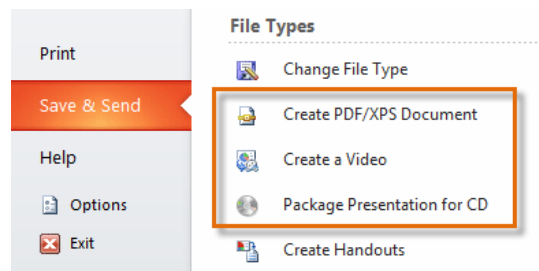 File Types
Print
Change File Type
Save & Send
Create PDF/XPS Document
Help
Create a Video
Options
Package Presentation for CD
Exit
Create Handouts